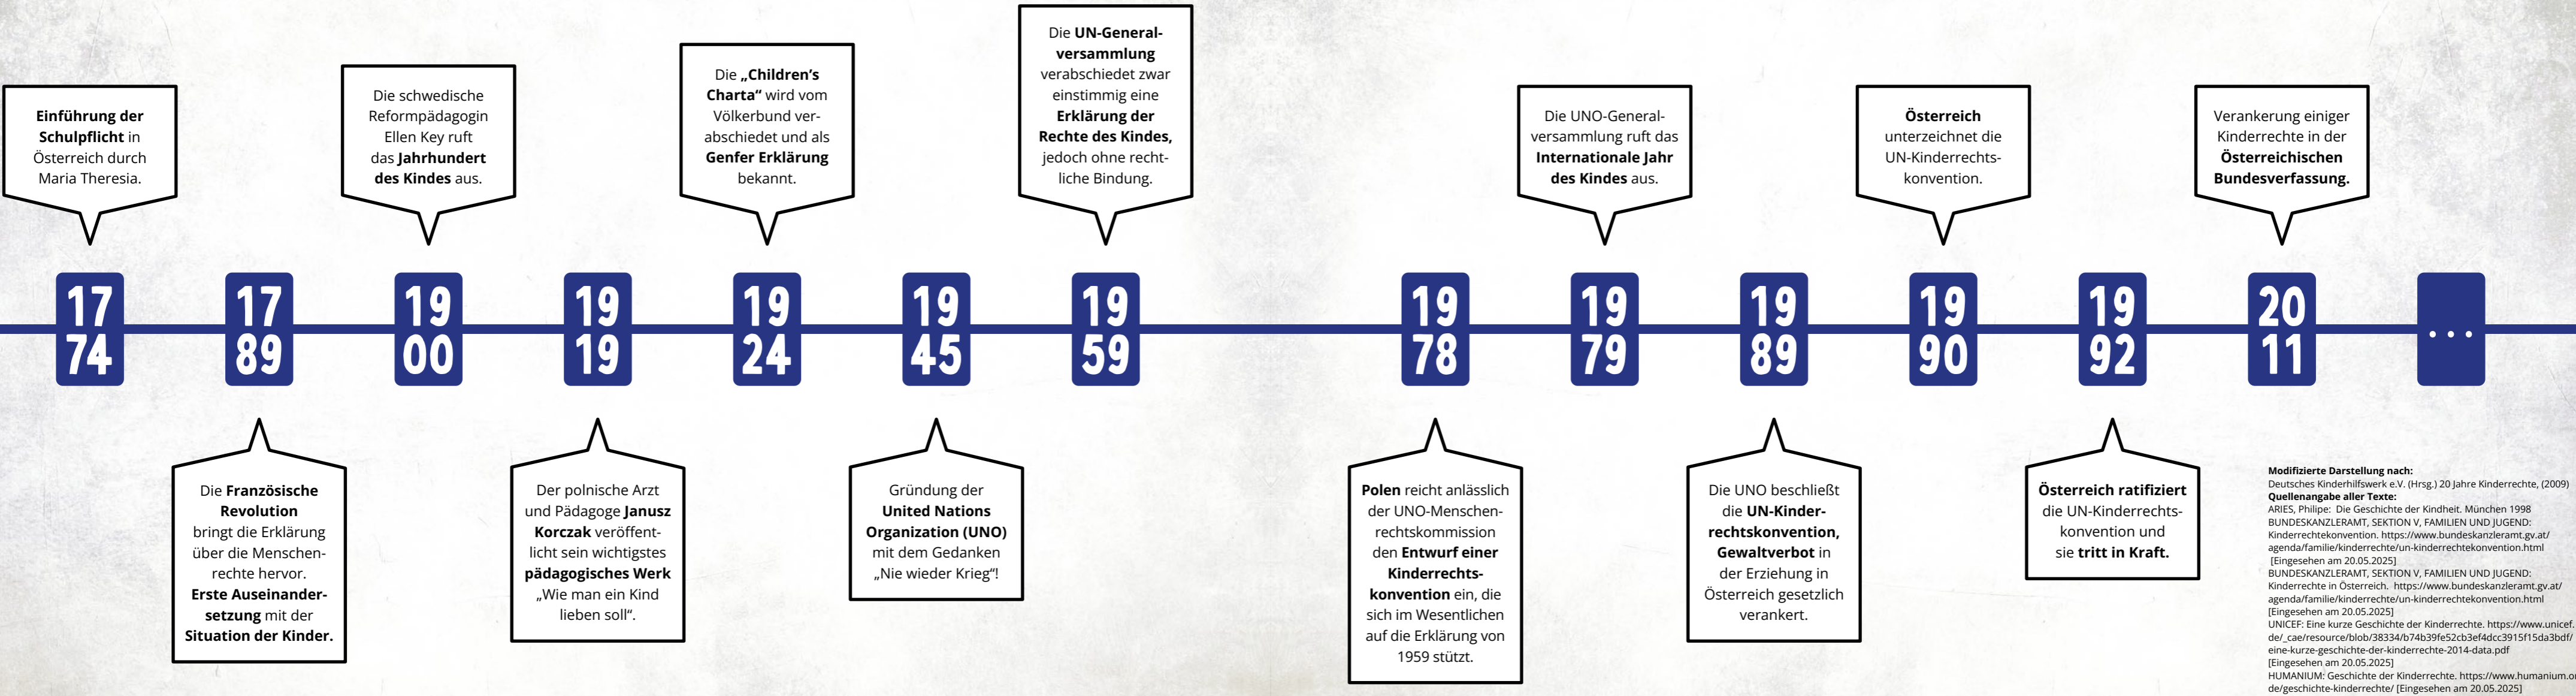 Einführung der
Schulpflicht in
Österreich durch
Maria Theresia.
Die schwedische
Reformpädagogin
Ellen Key ruft
das Jahrhundert
des Kindes aus.
Die „Children’s
Charta“ wird vom
Völkerbund ver-
abschiedet und als
Genfer Erklärung
bekannt.
Die UN-General-
versammlung
verabschiedet zwar
einstimmig eine
Erklärung der
Rechte des Kindes,
jedoch ohne recht-
liche Bindung.
Die UNO-General-
versammlung ruft das
Internationale Jahr
des Kindes aus.
Österreich
unterzeichnet die
UN-Kinderrechts-
konvention.
Verankerung einiger
Kinderrechte in der
Österreichischen
Bundesverfassung.
17
74
17
89
19
00
19
19
19
24
19
45
19
59
19
78
19
79
19
89
19
90
19
92
20
11
...
Die Französische
Revolution
bringt die Erklärung
über die Menschen-
rechte hervor.
Erste Auseinander-
setzung mit der
Situation der Kinder.
Der polnische Arzt
und Pädagoge Janusz
Korczak veröffent-
licht sein wichtigstes
pädagogisches Werk
„Wie man ein Kind
lieben soll“.
Gründung der
United Nations
Organization (UNO)
mit dem Gedanken
„Nie wieder Krieg“!
Polen reicht anlässlich
der UNO-Menschen-
rechtskommission
den Entwurf einer
Kinderrechts-
konvention ein, die
sich im Wesentlichen
auf die Erklärung von
1959 stützt.
Die UNO beschließt
die UN-Kinder-
rechtskonvention,
Gewaltverbot in
der Erziehung in
Österreich gesetzlich
verankert.
Österreich ratifiziert
die UN-Kinderrechts-
konvention und
sie tritt in Kraft.
Modifizierte Darstellung nach:
Deutsches Kinderhilfswerk e.V. (Hrsg.) 20 Jahre Kinderrechte, (2009)
Quellenangabe aller Texte:
ARIES, Philipe: Die Geschichte der Kindheit. München 1998
BUNDESKANZLERAMT, SEKTION V, FAMILIEN UND JUGEND:
Kinderrechtekonvention. https://www.bundeskanzleramt.gv.at/
agenda/familie/kinderrechte/un-kinderrechtekonvention.html
[Eingesehen am 20.05.2025]
BUNDESKANZLERAMT, SEKTION V, FAMILIEN UND JUGEND:
Kinderrechte in Österreich. https://www.bundeskanzleramt.gv.at/
agenda/familie/kinderrechte/un-kinderrechtekonvention.html
[Eingesehen am 20.05.2025]
UNICEF: Eine kurze Geschichte der Kinderrechte. https://www.unicef.
de/_cae/resource/blob/38334/b74b39fe52cb3ef4dcc3915f15da3bdf/
eine-kurze-geschichte-der-kinderrechte-2014-data.pdf
[Eingesehen am 20.05.2025]
HUMANIUM: Geschichte der Kinderrechte. https://www.humanium.o
de/geschichte-kinderrechte/ [Eingesehen am 20.05.2025]